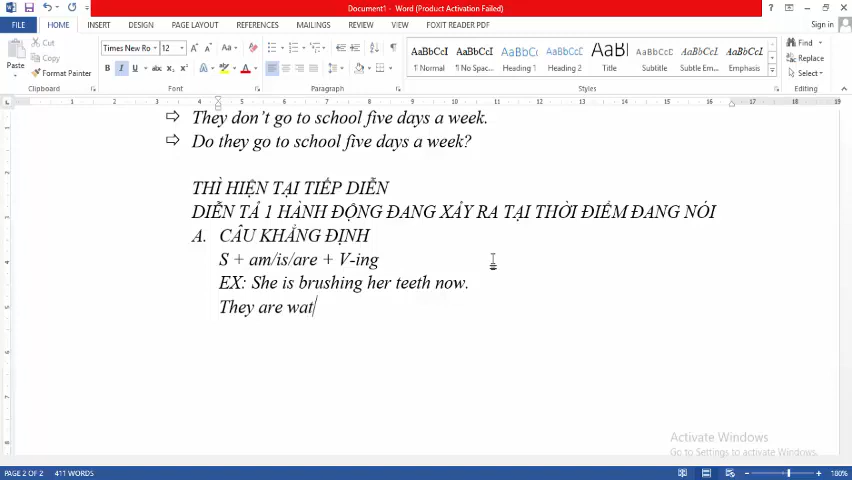 Document1 - Word (Product Activation Failed)
FILE HOME INSERT DESIGN PAGE LAYOUT REFERENCES MAILINGS REVIEW VIEW FOXIT READER PDF Sign in
Paste Cut Copy Format Painter
Times New Ro 12
AaBbCcI AaBbCcI AaBbCc AaBbCcI AaBl AaBbCcD AaBbCcI AaBbCcI
¶ Normal ¶ No Spac... Heading 1 Heading 2 Title Subtitle Subtle Em... Emphasis
Find Replace Select
Clipboard Font Paragraph Styles Editing
⇨ They don't go to school five days a week.
⇨ Do they go to school five days a week?
THÌ HIỆN TẠI TIẾP DIỄN
DIỄN TẢ 1 HÀNH ĐỘNG ĐANG XẢY RA TẠI THỜI ĐIỂM ĐANG NÓI
A. CÂU KHẲNG ĐỊNH
S + am/is/are + V-ing
EX: She is brushing her teeth now.
They are wat
Activate Windows
Go to Settings to activate Windows.
PAGE 2 OF 2 411 WORDS 180%